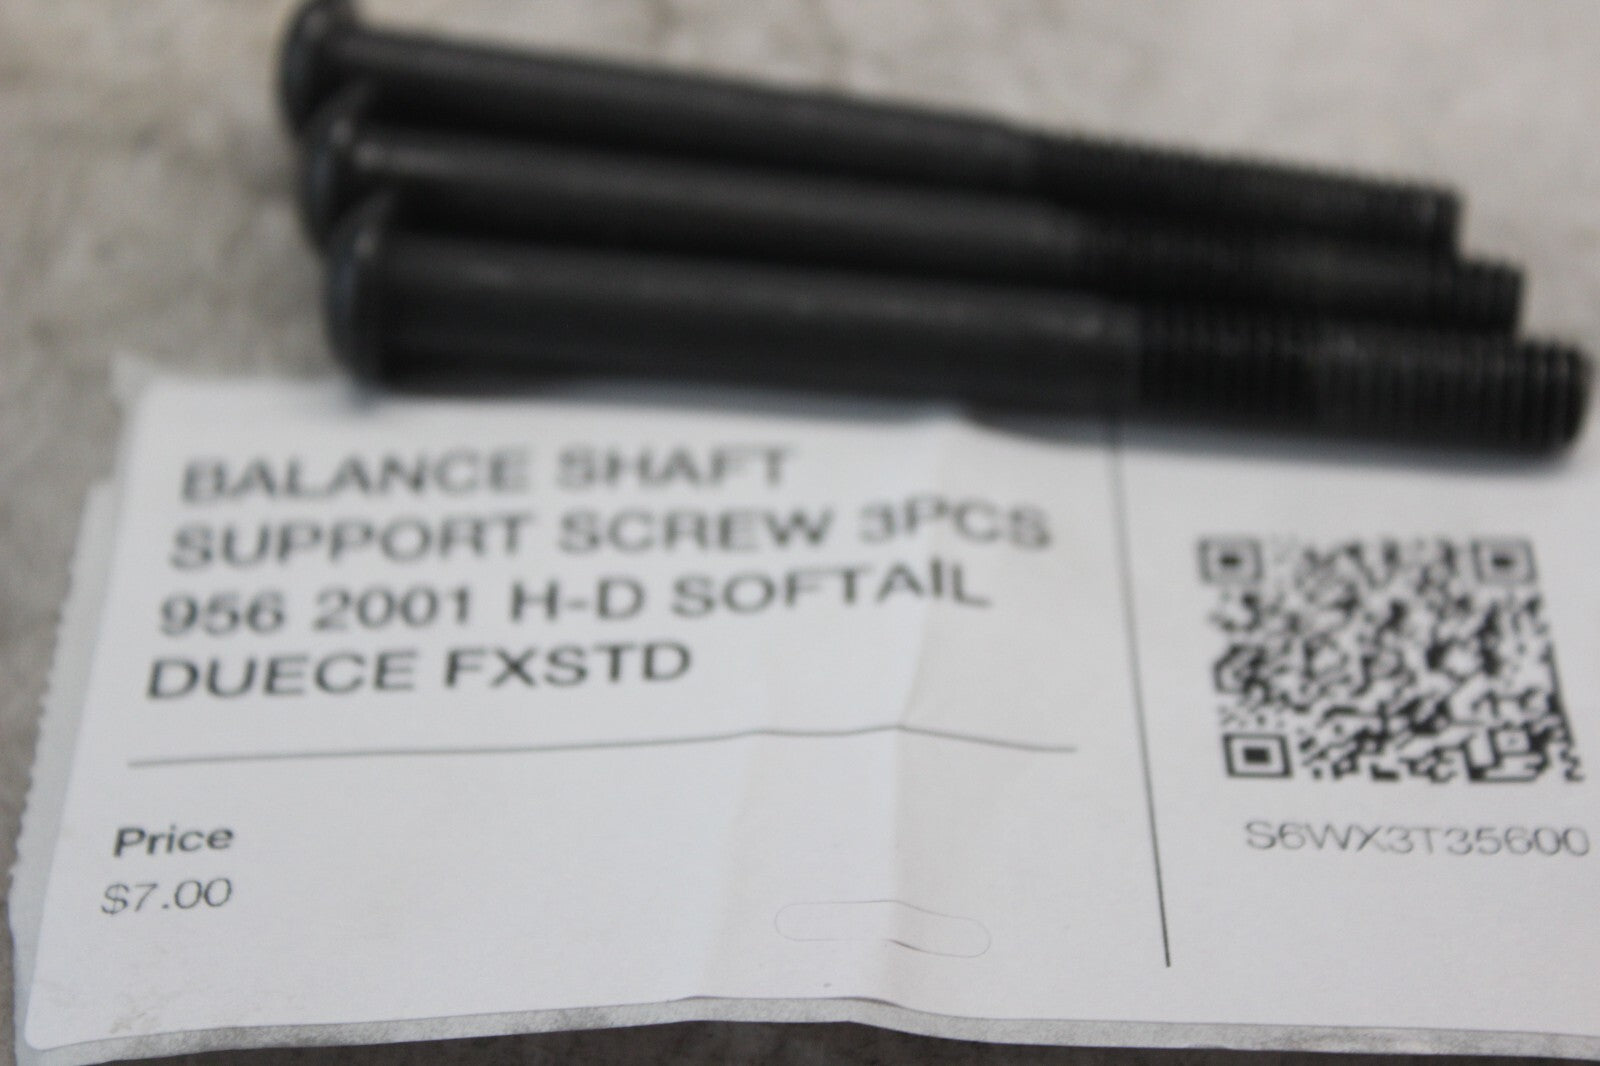 BALANCE SHAFT
SUPPORT SCREW 3PCS
956 2001 H-D SOFTAIL
DUECE FXSTD
Price
$7.00
S6WX3T35600